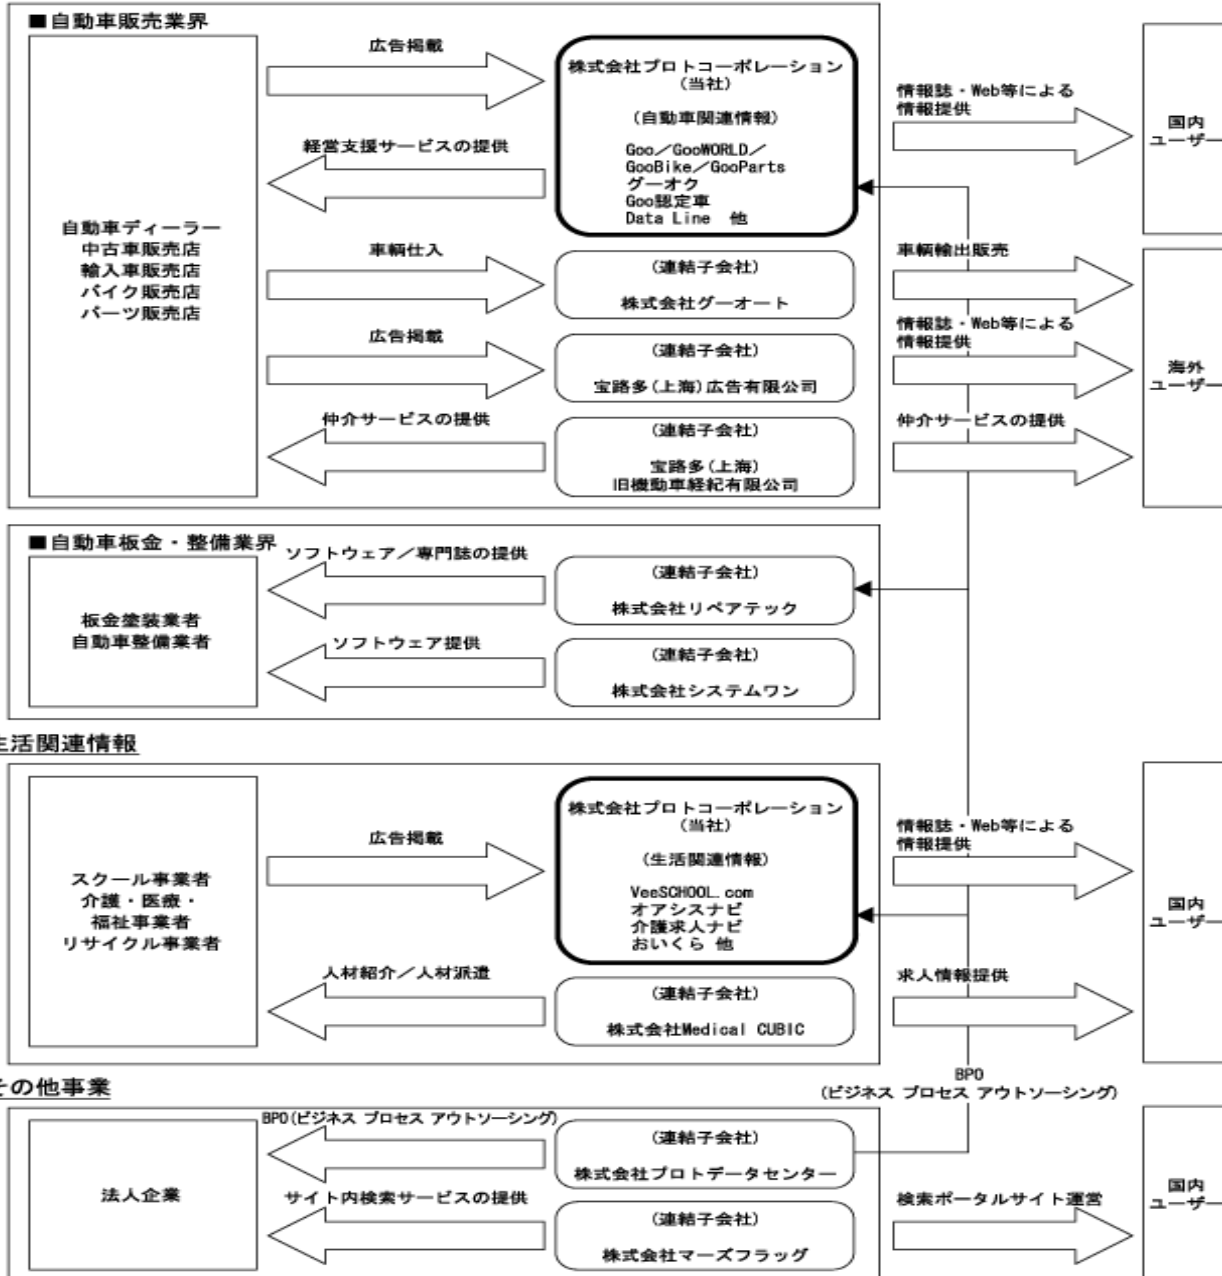 ■自動車販売業界
自動車ディーラー
中古車販売店
輸入車販売店
バイク販売店
パーツ販売店
広告掲載
経営支援サービスの提供
車輌仕入
広告掲載
仲介サービスの提供
株式会社プロトコーポレーション
(当社)
(自動車関連情報)
Goo／GooWORLD／
GooBike／GooParts
グーオク
Goo認定車
Data Line 他
(連結子会社)
株式会社グーオート
(連結子会社)
宝路多(上海)広告有限公司
(連結子会社)
宝路多(上海)
旧機動車経紀有限公司
情報誌・Web等による
情報提供
車輌輸出販売
情報誌・Web等による
情報提供
仲介サービスの提供
国内
ユーザー
海外
ユーザー
■自動車板金・整備業界
板金塗装業者
自動車整備業者
ソフトウェア／専門誌の提供
ソフトウェア提供
(連結子会社)
株式会社リペアテック
(連結子会社)
株式会社システムワン
生活関連情報
スクール事業者
介護・医療・
福祉事業者
リサイクル事業者
広告掲載
人材紹介／人材派遣
株式会社プロトコーポレーション
(当社)
(生活関連情報)
VeeSCHOOL.com
オアシスナビ
介護求人ナビ
おいくら 他
(連結子会社)
株式会社Medical CUBIC
情報誌・Web等による
情報提供
求人情報提供
国内
ユーザー
BPO
(ビジネス プロセス アウトソーシング)
その他事業
法人企業
BPO(ビジネス プロセス アウトソーシング)
サイト内検索サービスの提供
(連結子会社)
株式会社プロトデータセンター
(連結子会社)
株式会社マーズフラッグ
検索ポータルサイト運営
国内
ユーザー